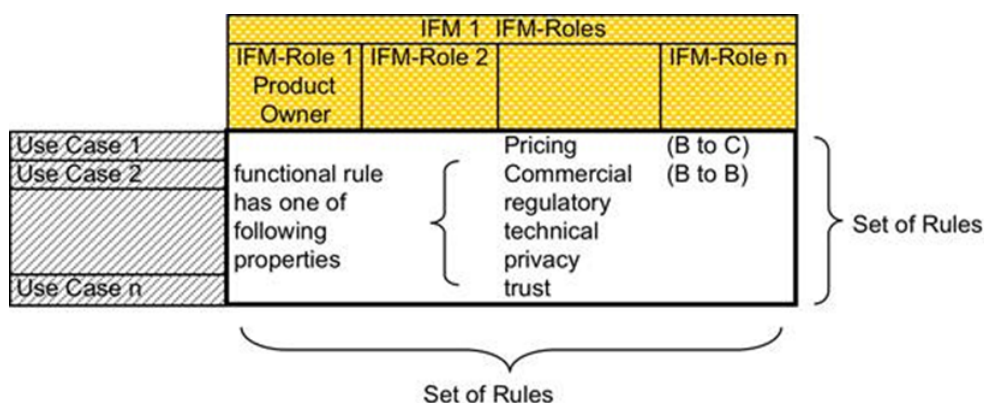 IFM 1 IFM-Roles
IFM-Role 1 Product Owner
IFM-Role 2
IFM-Role n
Use Case 1
Use Case 2
Use Case n
functional rule
has one of
following
properties
Pricing (B to C)
Commercial (B to B)
regulatory
technical
privacy
trust
Set of Rules
Set of Rules